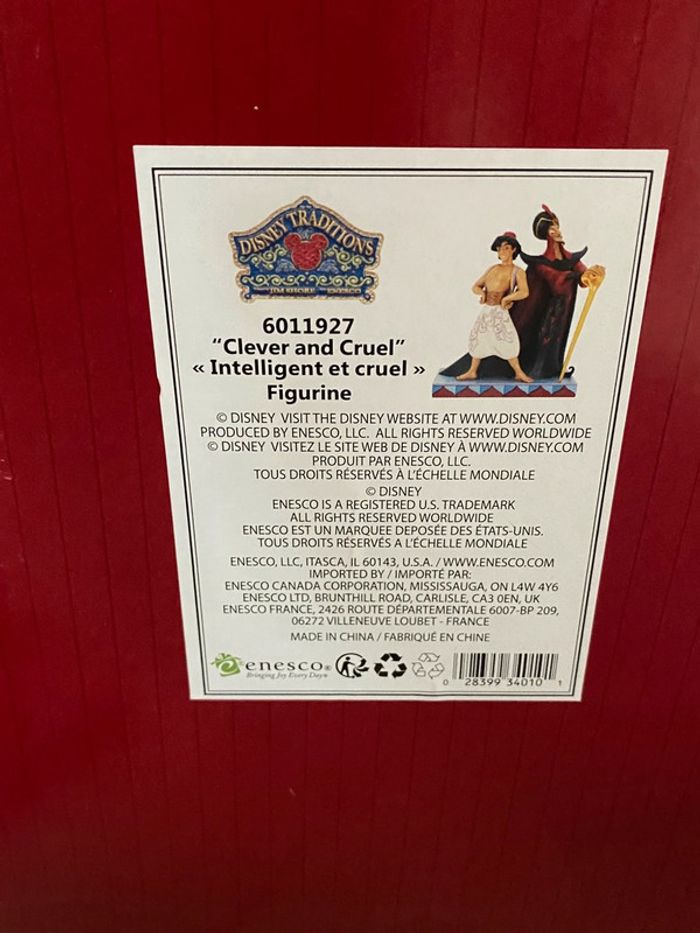 DISNEY TRADITIONS
JIM SHORE ENESCO
6011927
“Clever and Cruel”
« Intelligent et cruel »
Figurine
© DISNEY VISIT THE DISNEY WEBSITE AT WWW.DISNEY.COM
PRODUCED BY ENESCO, LLC. ALL RIGHTS RESERVED WORLDWIDE
© DISNEY VISITEZ LE SITE WEB DE DISNEY À WWW.DISNEY.COM
PRODUIT PAR ENESCO, LLC.
TOUS DROITS RÉSERVÉS À L'ÉCHELLE MONDIALE
© DISNEY
ENESCO IS A REGISTERED U.S. TRADEMARK
ALL RIGHTS RESERVED WORLDWIDE
ENESCO EST UN MARQUEE DEPOSÉE DES ÉTATS-UNIS.
TOUS DROITS RÉSERVÉS A L'ÉCHELLE MONDIALE
ENESCO, LLC, ITASCA, IL 60143, U.S.A. / WWW.ENESCO.COM
IMPORTED BY / IMPORTÉ PAR:
ENESCO CANADA CORPORATION, MISSISSAUGA, ON L4W 4Y6
ENESCO LTD, BRUNTHILL ROAD, CARLISLE, CA3 0EN, UK
ENESCO FRANCE, 2426 ROUTE DÉPARTEMENTALE 6007-BP 209,
06272 VILLENEUVE LOUBET - FRANCE
MADE IN CHINA / FABRIQUÉ EN CHINE
enesco®
Bringing Joy Every Day®
0 28399 34010 1